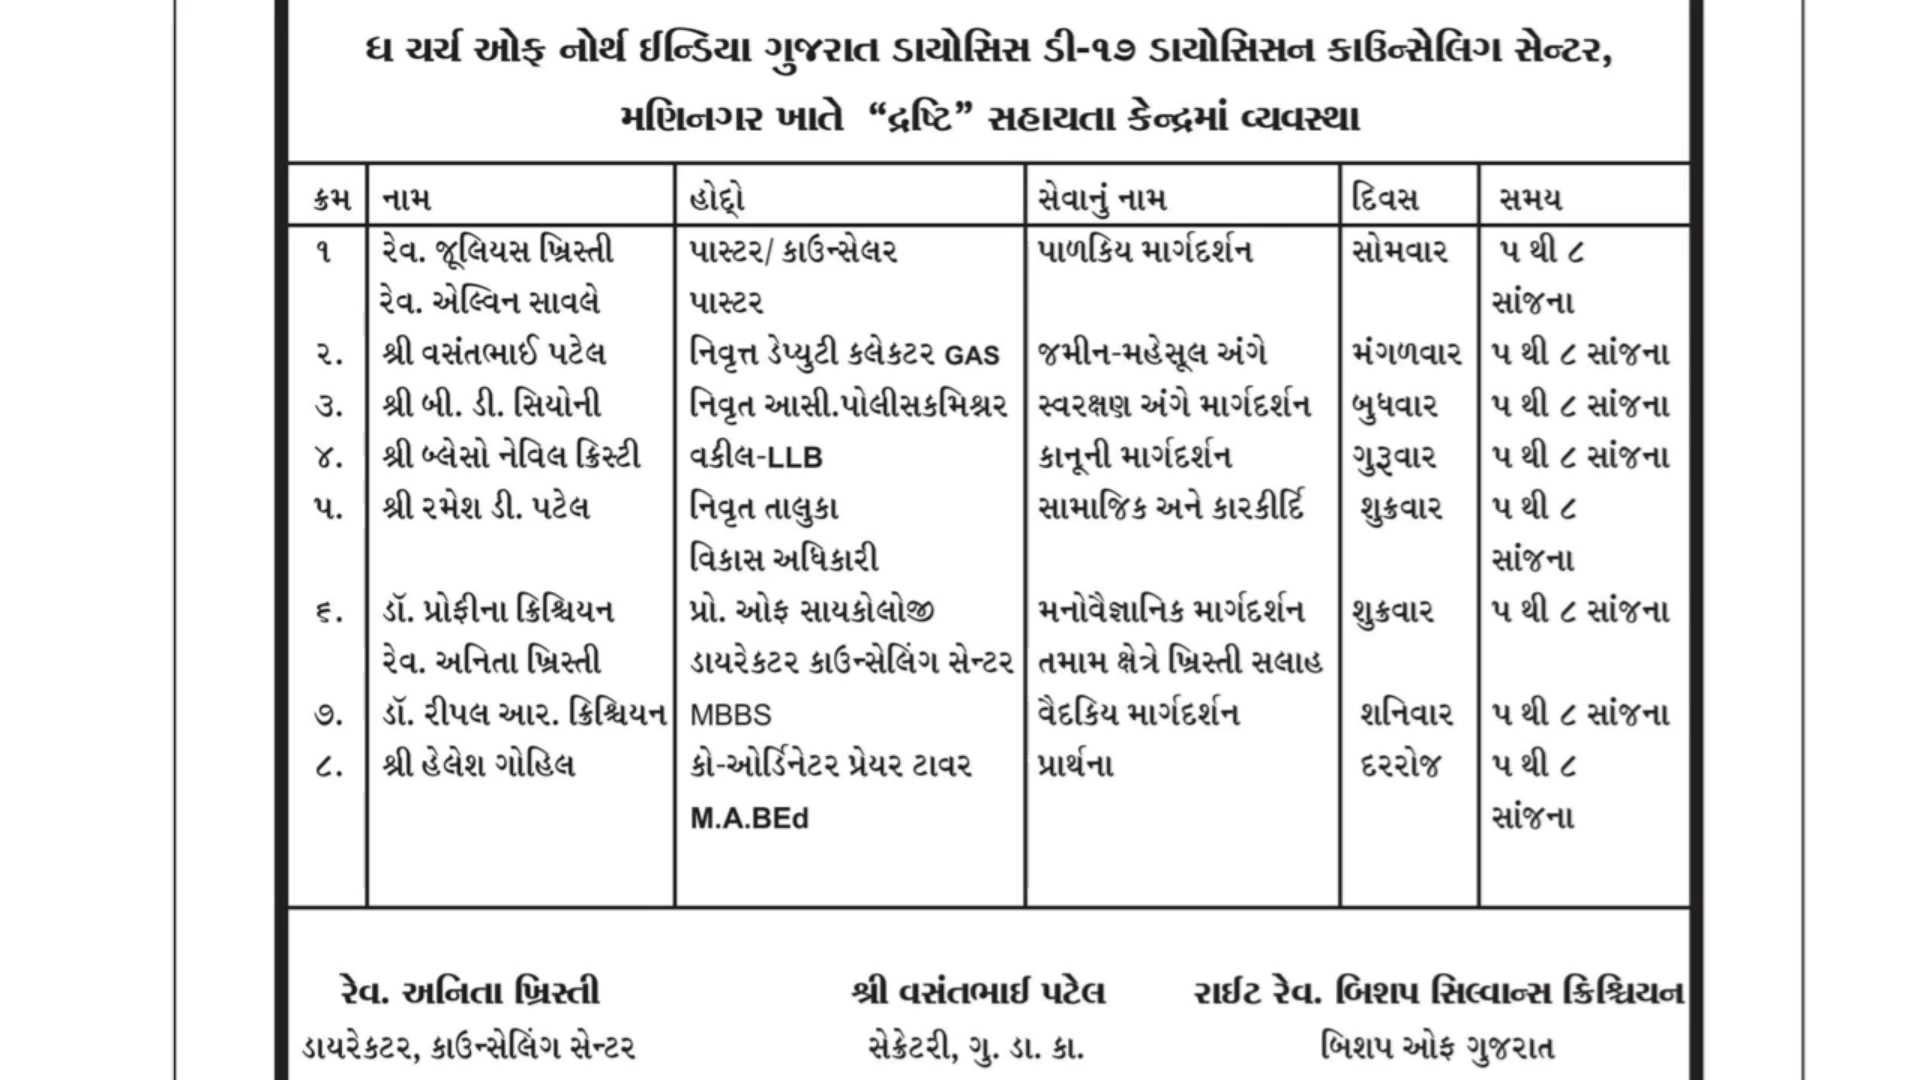 ધ ચર્ચ ઓફ નોર્થ ઈન્ડિયા ગુજરાત ડાયોસિસ ડી-૧૭ ડાયોસિસન કાઉન્સેલિગ સેન્ટર,
મણિનગર ખાતે “દ્રષ્ટિ” સહાયતા કેન્દ્રમાં વ્યવસ્થા
ક્રમ નામ હોદ્દો સેવાનું નામ દિવસ સમય
૧ રેવ. જૂલિયસ ખ્રિસ્તી પાસ્ટર/ કાઉન્સેલર પાળકિય માર્ગદર્શન સોમવાર ૫ થી ૮
રેવ. એલ્વિન સાવલે પાસ્ટર સાંજના
૨. શ્રી વસંતભાઈ પટેલ નિવૃત્ત ડેપ્યુટી કલેકટર GAS જમીન-મહેસૂલ અંગે મંગળવાર ૫ થી ૮ સાંજના
૩. શ્રી બી. ડી. સિયોની નિવૃત આસી.પોલીસકમિશ્નર સ્વરક્ષણ અંગે માર્ગદર્શન બુધવાર ૫ થી ૮ સાંજના
૪. શ્રી બ્લેસો નેવિલ ક્રિસ્ટી વકીલ-LLB કાનૂની માર્ગદર્શન ગુરૂવાર ૫ થી ૮ સાંજના
૫. શ્રી રમેશ ડી. પટેલ નિવૃત તાલુકા સામાજિક અને કારકીર્દિ શુક્રવાર ૫ થી ૮
વિકાસ અધિકારી સાંજના
૬. ડૉ. પ્રોફીના ક્રિશ્ચિયન પ્રો. ઓફ સાયકોલોજી મનોવૈજ્ઞાનિક માર્ગદર્શન શુક્રવાર ૫ થી ૮ સાંજના
રેવ. અનિતા ખ્રિસ્તી ડાયરેકટર કાઉન્સેલિંગ સેન્ટર તમામ ક્ષેત્રે ખ્રિસ્તી સલાહ
૭. ડૉ. રીપલ આર. ક્રિશ્ચિયન MBBS વૈદકિય માર્ગદર્શન શનિવાર ૫ થી ૮ સાંજના
૮. શ્રી હેલેશ ગોહિલ કો-ઓર્ડિનેટર પ્રેયર ટાવર પ્રાર્થના દરરોજ ૫ થી ૮
M.A.BEd સાંજના
રેવ. અનિતા ખ્રિસ્તી શ્રી વસંતભાઈ પટેલ રાઈટ રેવ. બિશપ સિલ્વાન્સ ક્રિશ્ચિયન
ડાયરેકટર, કાઉન્સેલિંગ સેન્ટર સેક્રેટરી, ગુ. ડા. કા. બિશપ ઓફ ગુજરાત